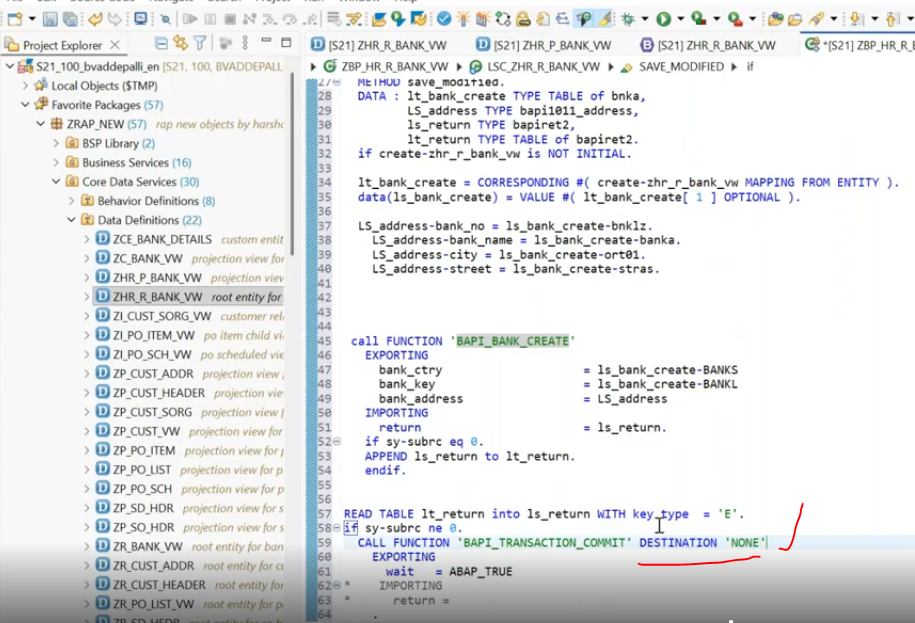 Project Explorer
S21_100_bvaddepalli_en [S21, 100, BVADDEPALL
Local Objects ($TMP)
Favorite Packages (57)
ZRAP_NEW (57) rap new objects by harsh
BSP Library (2)
Business Services (16)
Core Data Services (30)
Behavior Definitions (8)
Data Definitions (22)
ZCE_BANK_DETAILS custom entit
ZC_BANK_VW projection view fo
ZHR_P_BANK_VW projection view
ZHR_R_BANK_VW root entity for
ZI_CUST_SORG_VW customer rel
ZI_PO_ITEM_VW po item child vi
ZI_PO_SCH_VW po scheduled vi
ZP_CUST_ADDR projection view f
ZP_CUST_HEADER projection view
ZP_CUST_SORG projection view f
ZP_CUST_VW projection view for
ZP_PO_ITEM projection view for p
ZP_PO_LIST projection view for p
ZP_PO_SCH projection view for p
ZP_SD_HDR projection view for s
ZP_SO_HDR projection view for s
ZR_BANK_VW root entity for ban
ZR_CUST_ADDR root entity for c
ZR_CUST_HEADER root entity for
ZR_PO_LIST_VW root entity for p
[S21] ZHR_R_BANK_VW
[S21] ZHR_P_BANK_VW
[S21] ZHR_R_BANK_VW
*[S21] ZBP_HR_R_B
ZBP_HR_R_BANK_VW
LSC_ZHR_R_BANK_VW
SAVE_MODIFIED
if
27 METHOD save_modified.
28 DATA : lt_bank_create TYPE TABLE of bnka,
29 LS_address TYPE bapi1011_address,
30 ls_return TYPE bapiret2,
31 lt_return TYPE TABLE of bapiret2.
32 if create-zhr_r_bank_vw is NOT INITIAL.
33
34 lt_bank_create = CORRESPONDING #( create-zhr_r_bank_vw MAPPING FROM ENTITY ).
35 data(ls_bank_create) = VALUE #( lt_bank_create[ 1 ] OPTIONAL ).
36
37 LS_address-bank_no = ls_bank_create-bnklz.
38 LS_address-bank_name = ls_bank_create-banka.
39 LS_address-city = ls_bank_create-ort01.
40 LS_address-street = ls_bank_create-stras.
41
42
43
44
45 call FUNCTION 'BAPI_BANK_CREATE'
46 EXPORTING
47 bank_ctry = ls_bank_create-BANKS
48 bank_key = ls_bank_create-BANKL
49 bank_address = LS_address
50 IMPORTING
51 return = ls_return.
52 if sy-subrc eq 0.
53 APPEND ls_return to lt_return.
54 endif.
55
56
57 READ TABLE lt_return into ls_return WITH key type = 'E'.
58 if sy-subrc ne 0.
59 CALL FUNCTION 'BAPI_TRANSACTION_COMMIT' DESTINATION 'NONE'
60 EXPORTING
61 wait = ABAP_TRUE
62 * IMPORTING
63 * return =
64 .